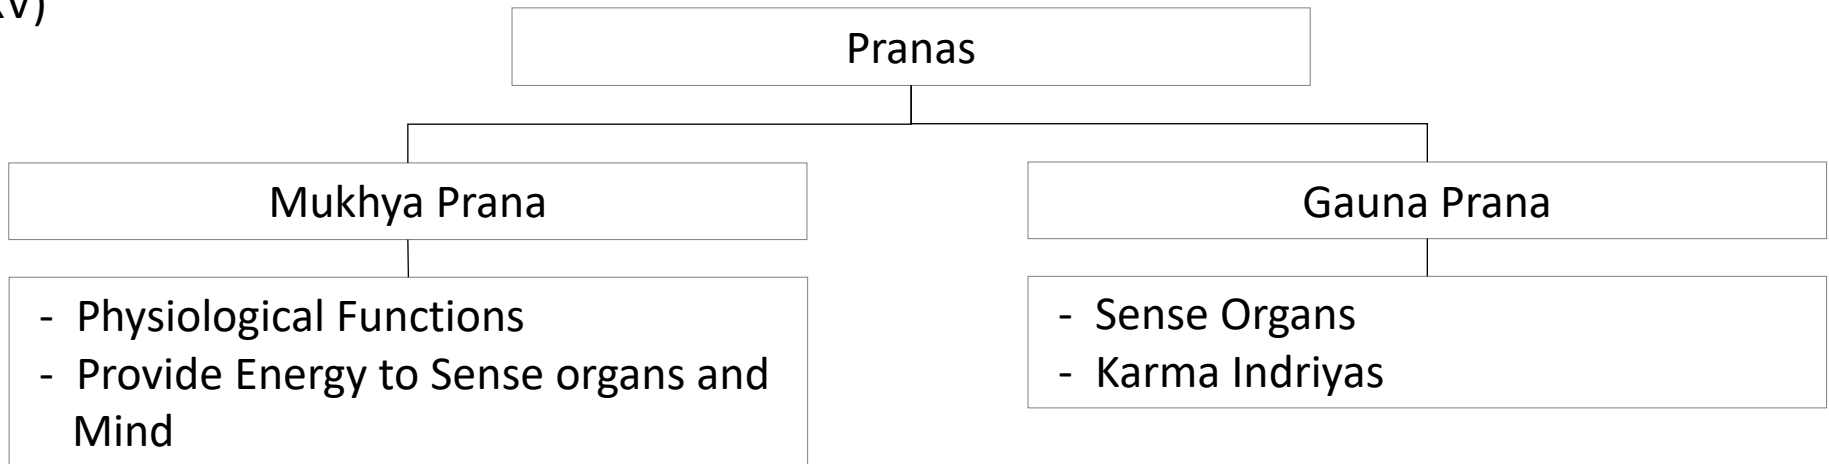 Pranas
Mukhya Prana
Gauna Prana
- Physiological Functions
- Provide Energy to Sense organs and
Mind
- Sense Organs
- Karma Indriyas